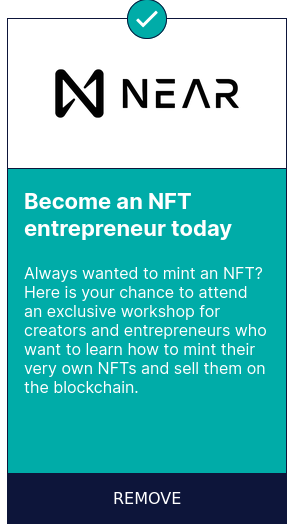 NEAR
Become an NFT
entrepreneur today
Always wanted to mint an NFT?
Here is your chance to attend
an exclusive workshop for
creators and entrepreneurs who
want to learn how to mint their
very own NFTs and sell them on
the blockchain.
REMOVE